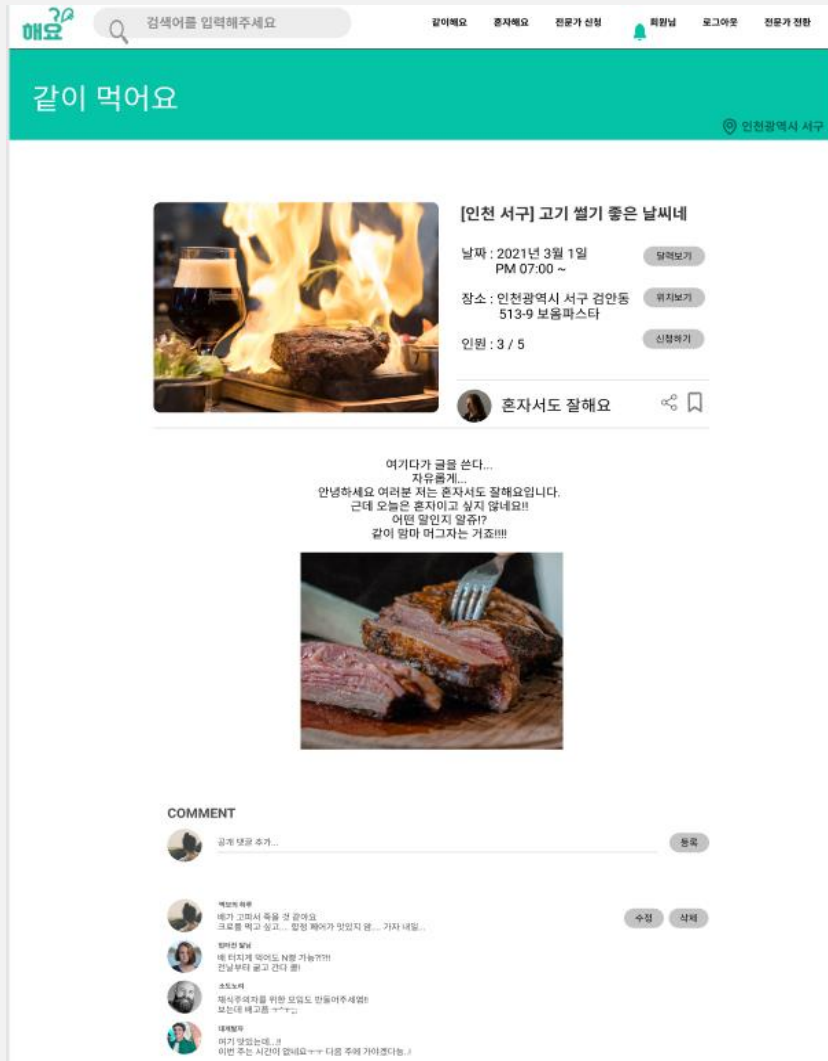 해요
검색어를 입력해주세요
같이해요 혼자해요 전문가 신청 회원님 로그아웃 전문가 전환
같이 먹어요
인천광역시 서구
[인천 서구] 고기 썰기 좋은 날씨네
날짜 : 2021년 3월 1일
PM 07:00 ~
달력보기
장소 : 인천광역시 서구 검안동
513-9 보옴파스타
위치보기
인원 : 3 / 5
신청하기
혼자서도 잘해요
여기다가 글을 쓴다...
자유롭게...
안녕하세요 여러분 저는 혼자서도 잘해요입니다.
근데 오늘은 혼자이고 싶지 않네요!!
어떤 말인지 알쥬!?
같이 맘마 머그자는 거죠!!!!
COMMENT
공개 댓글 추가...
등록
하루
배가 고파서 죽을 것 같아요
크로플 먹고 싶고.... 합정 빼어가 맛있지 암.... 가자 내일...
수정 삭제
배 터지게 먹어도 N빵 가능?!?!!
전날부터 굶고 간다 콜!
초도노리
채식주의자를 위한 모임도 만들어주세염!!
보는데 배고픔 ㅜ^ㅜ;;
여기 맛있는데...!!
이번 주는 시간이 없네요ㅜㅜ 다음 주에 가야겠다능..!